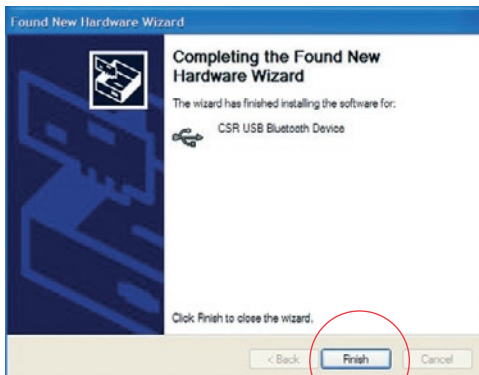 Found New Hardware Wizard
Completing the Found New
Hardware Wizard
The wizard has finished installing the software for:
CSR USB Bluetooth Device
Click Finish to close the wizard.
< Back
Finish
Cancel